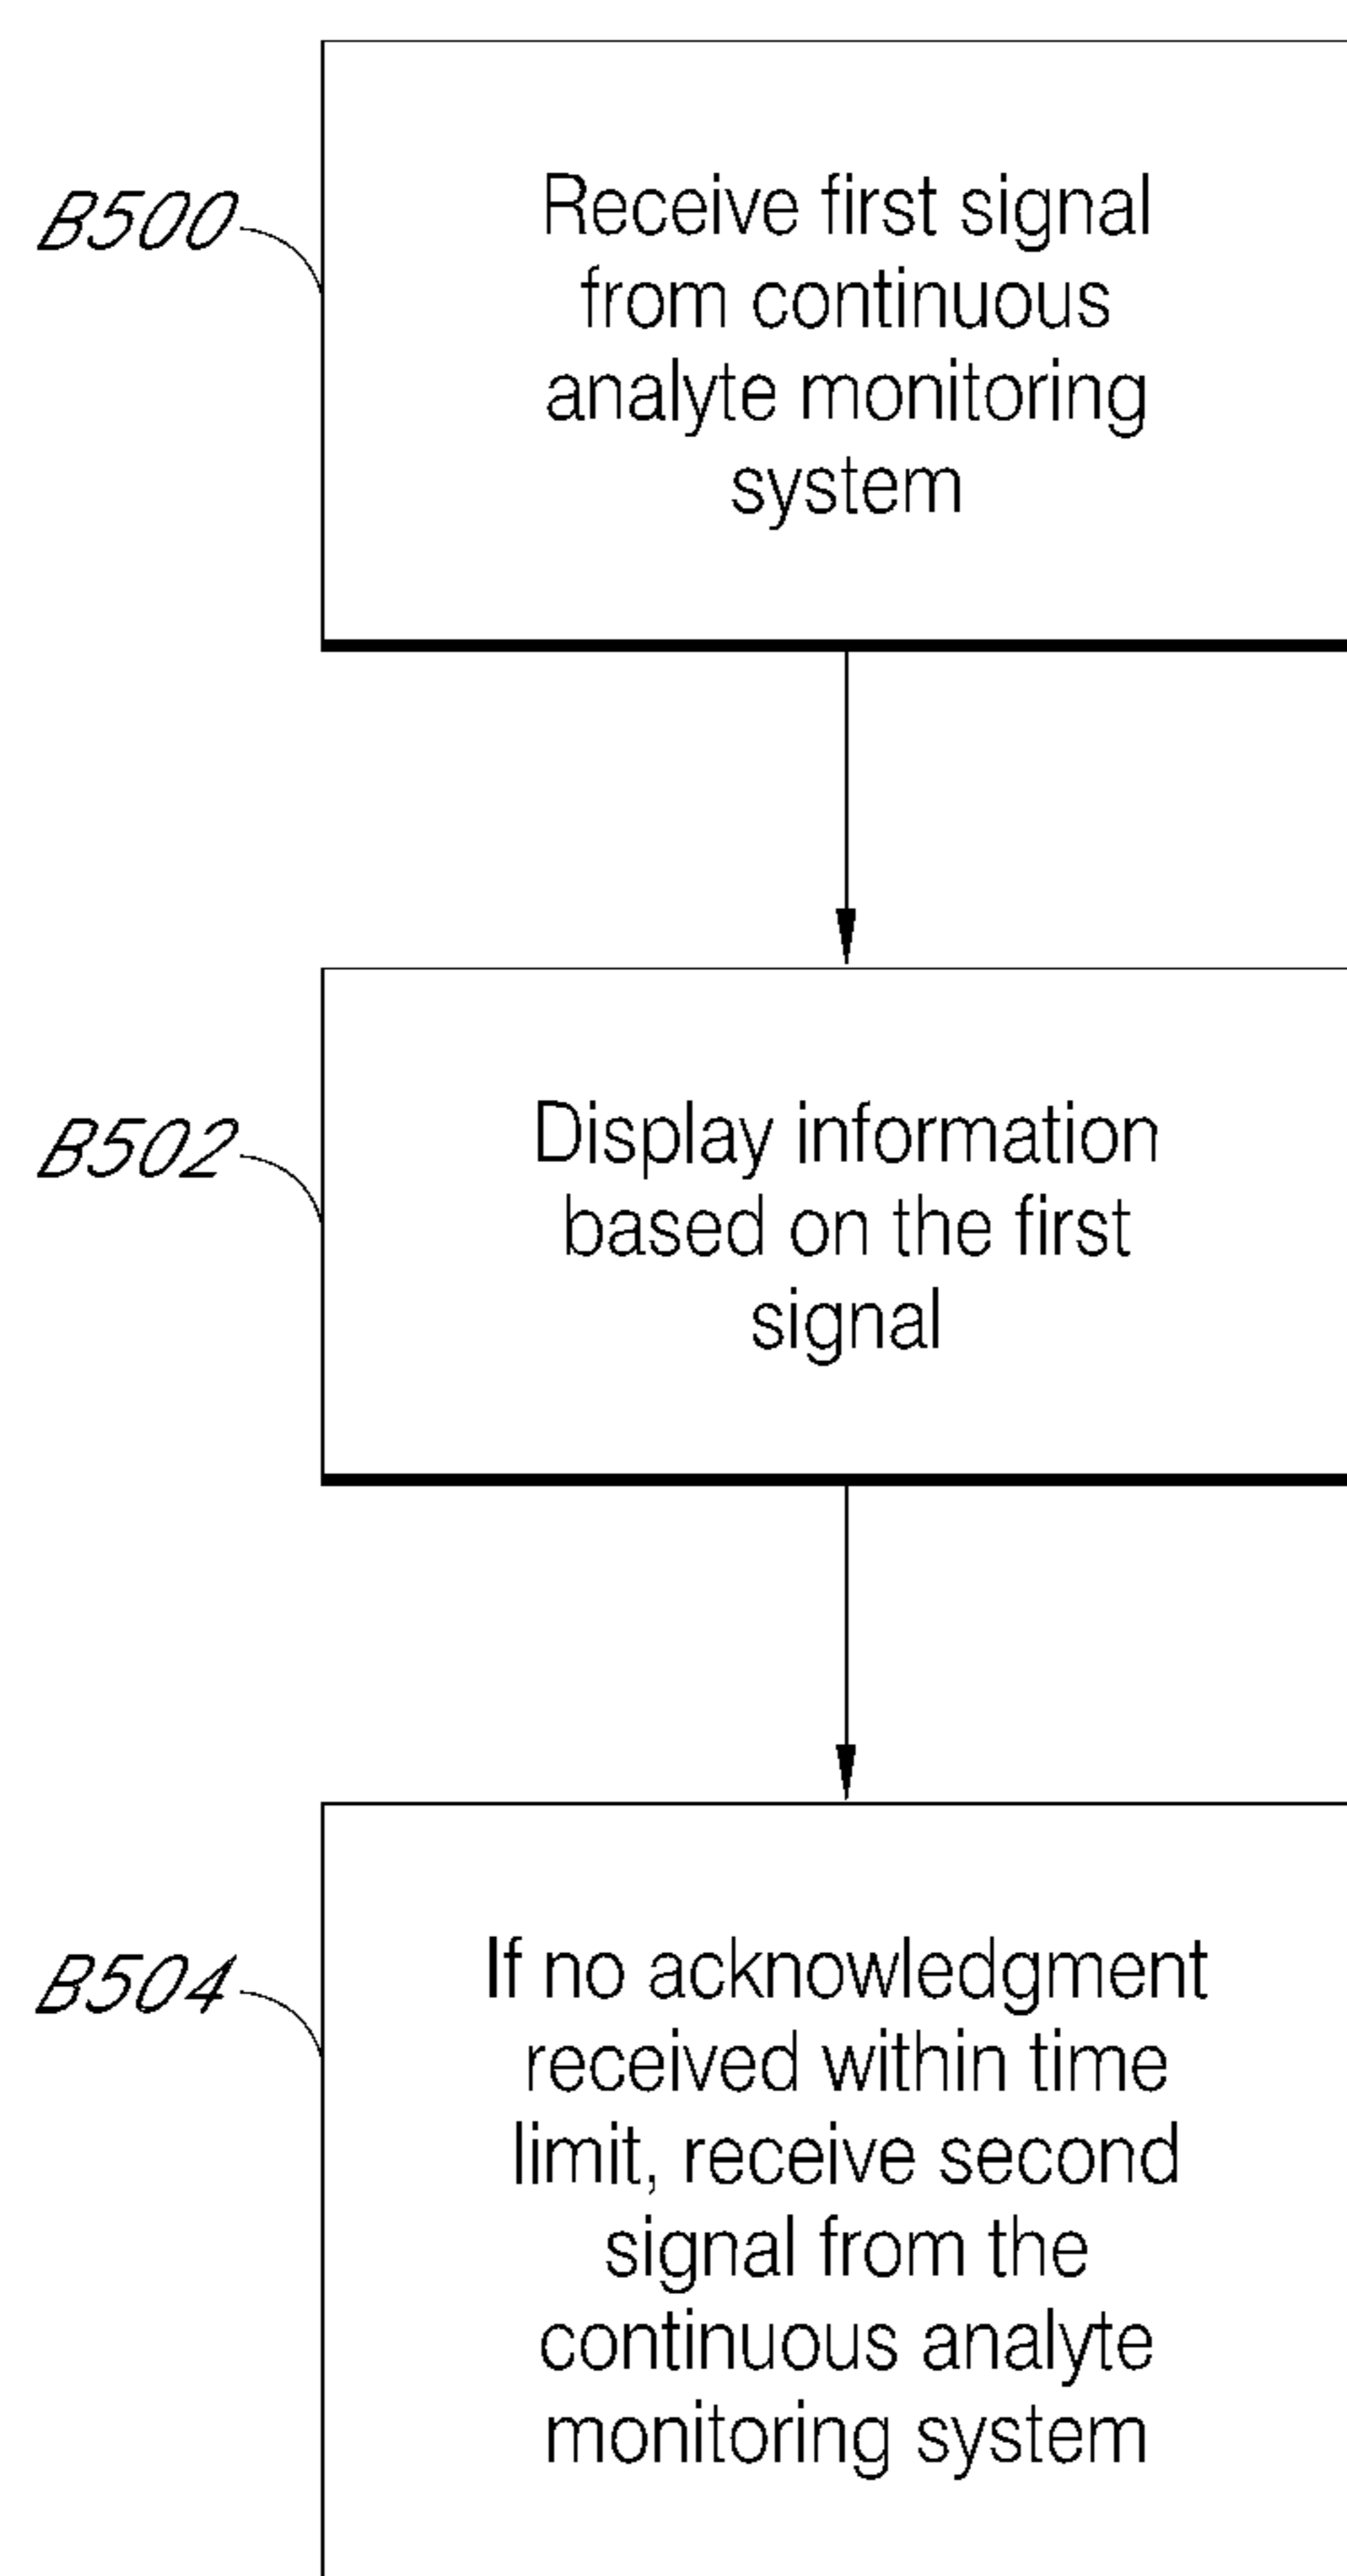 B500
Receive first signal
from continuous
analyte monitoring
system
B502
Display information
based on the first
signal
B504
If no acknowledgment
received within time
limit, receive second
signal from the
continuous analyte
monitoring system